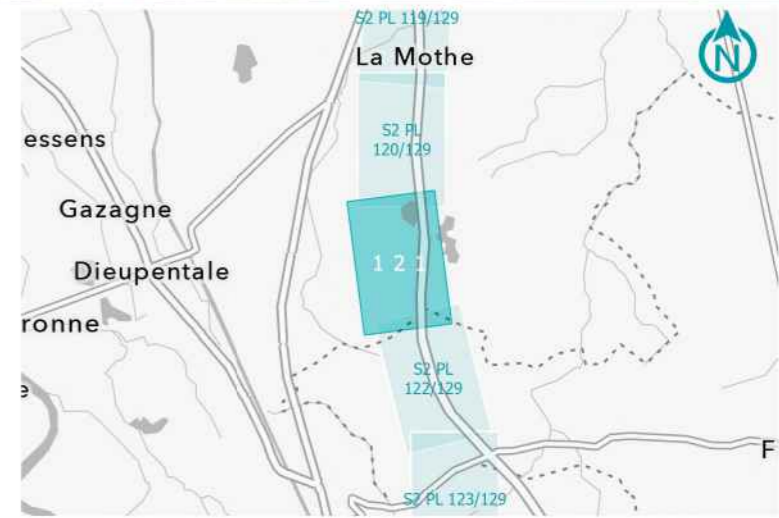 S2 PL 119/129
La Mothe
N
S2 PL
120/129
essens
Gazagne
1 2 1
Dieupentale
ronne
e
S2 PL
122/129
F
S2 PL 123/129